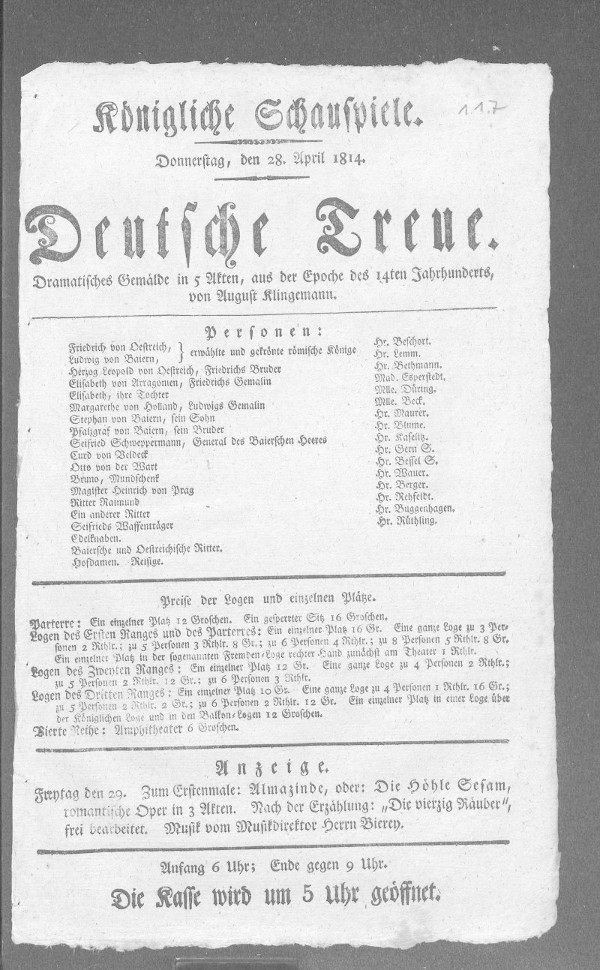 117
Königliche Schauspiele.
Donnerstag, den 28. April 1814.
Deutsche Treue.
Dramatisches Gemälde in 5 Akten, aus der Epoche des 14ten Jahrhunderts,
von August Klingemann.
Personen:
Friedrich von Oestreich, } erwählte und gekrönte römische Könige Hr. Beschort.
Ludwig von Baiern, Hr. Lemm.
Herzog Leopold von Oestreich, Friedrichs Bruder Hr. Bethmann.
Elisabeth von Arragonien, Friedrichs Gemalin Mad. Esperstedt.
Elisabeth, ihre Tochter Mlle. Düring.
Margarethe von Holland, Ludwigs Gemalin Mlle. Beck.
Stephan von Baiern, sein Sohn Hr. Maurer.
Pfalzgraf von Baiern, sein Bruder Hr. Blume.
Seifried Schweppermann, General des Baierschen Heeres Hr. Kaselitz.
Curd von Veldeck Hr. Gern S.
Otto von der Wart Hr. Bessel S.
Bruno, Mundschenk Hr. Wauer.
Magister Heinrich von Prag Hr. Berger.
Ritter Raimund Hr. Rehfeldt.
Ein anderer Ritter Hr. Buggenhagen.
Seifrieds Waffenträger Hr. Rüthling.
Edelknaben.
Baiersche und Oestreichische Ritter.
Hofdamen. Reisige.
Preise der Logen und einzelnen Plätze.
Parterre: Ein einzelner Platz 12 Groschen. Ein gesperrter Sitz 16 Groschen.
Logen des Ersten Ranges und des Parterres: Ein einzelner Platz 16 Gr. Eine ganze Loge zu 3 Per-
sonen 2 Rthlr.; zu 5 Personen 3 Rthlr. 8 Gr.; zu 6 Personen 4 Rthlr.; zu 8 Personen 5 Rthlr. 8 Gr.
Ein einzelner Platz in der sogenannten Fremden-Loge rechter Hand zunächst am Theater 1 Rthlr.
Logen des Zweyten Ranges: Ein einzelner Platz 12 Gr. Eine ganze Loge zu 4 Personen 2 Rthlr.;
zu 5 Personen 2 Rthlr. 12 Gr.; zu 6 Personen 3 Rthlr.
Logen des Dritten Ranges: Ein einzelner Platz 10 Gr. Eine ganze Loge zu 4 Personen 1 Rthlr. 16 Gr.;
zu 5 Personen 2 Rthlr. 2 Gr.; zu 6 Personen 2 Rthlr. 12 Gr. Ein einzelner Platz in einer Loge über
der Königlichen Loge und in den Balkon-Logen 12 Groschen.
Vierte Reihe: Amphitheater 6 Groschen.
Anzeige.
Freytag den 29. Zum Erstenmale: Almazinde, oder: Die Höhle Sesam,
romantische Oper in 3 Akten. Nach der Erzählung: „Die vierzig Räuber“,
frei bearbeitet. Musik vom Musikdirektor Herrn Bierey.
Anfang 6 Uhr; Ende gegen 9 Uhr.
Die Kasse wird um 5 Uhr geöffnet.